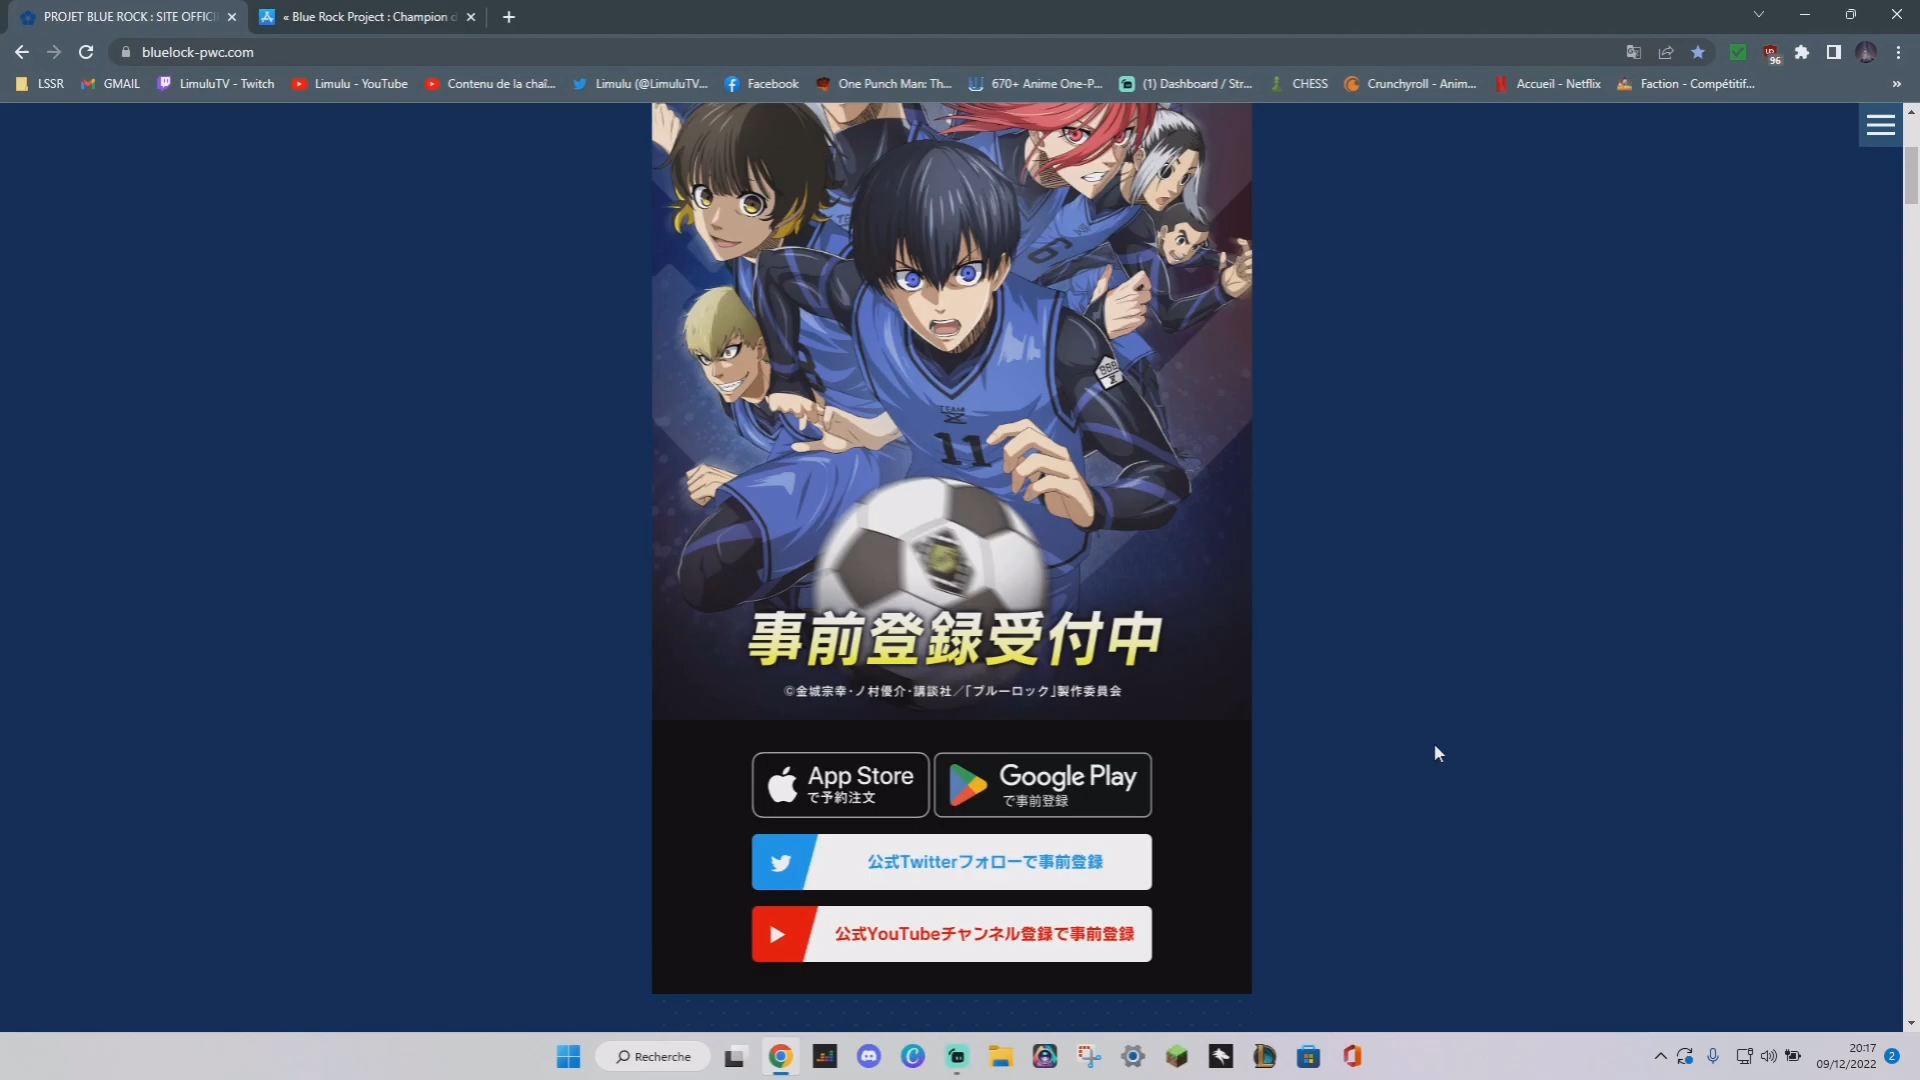 PROJET BLUE ROCK : SITE OFFICI
« Blue Rock Project : Champion d
bluelock-pwc.com
96
LSSR
GMAIL
LimuluTV - Twitch
Limulu - YouTube
Contenu de la chaî...
Limulu (@LimuluTV...
Facebook
One Punch Man: Th...
670+ Anime One-P...
(1) Dashboard / Str...
CHESS
Crunchyroll - Anim...
Accueil - Netflix
Faction - Compétitif...
»
6
888
Z
TEAM
Z
11
事前登録受付中
©金城宗幸・ノ村優介・講談社／「ブルーロック」製作委員会
App Store
で予約注文
Google Play
で事前登録
公式Twitterフォローで事前登録
公式YouTubeチャンネル登録で事前登録
Recherche
20:17
09/12/2022
2